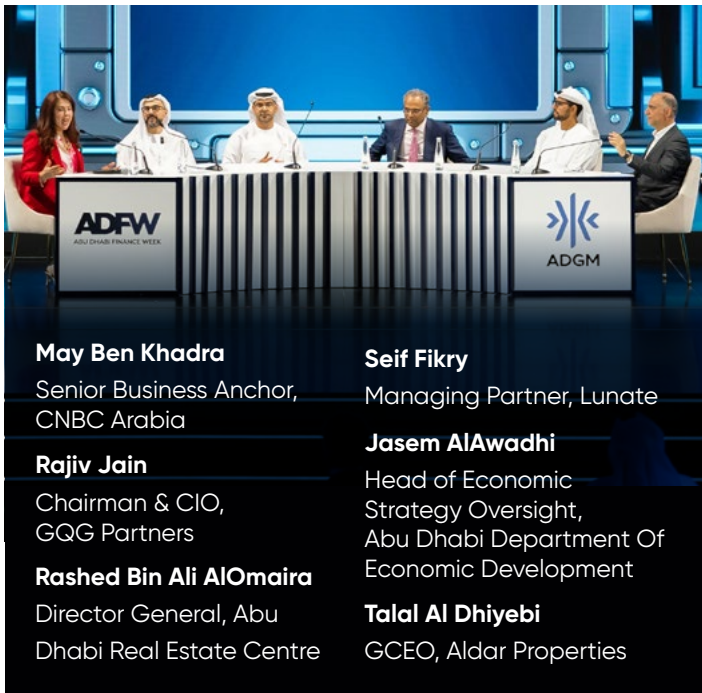 ADFW
ABU DHABI FINANCE WEEK
ADGM
May Ben Khadra
Senior Business Anchor,
CNBC Arabia
Rajiv Jain
Chairman & CIO,
GQG Partners
Rashed Bin Ali AlOmaira
Director General, Abu
Dhabi Real Estate Centre
Seif Fikry
Managing Partner, Lunate
Jasem AlAwadhi
Head of Economic
Strategy Oversight,
Abu Dhabi Department Of
Economic Development
Talal Al Dhiyebi
GCEO, Aldar Properties